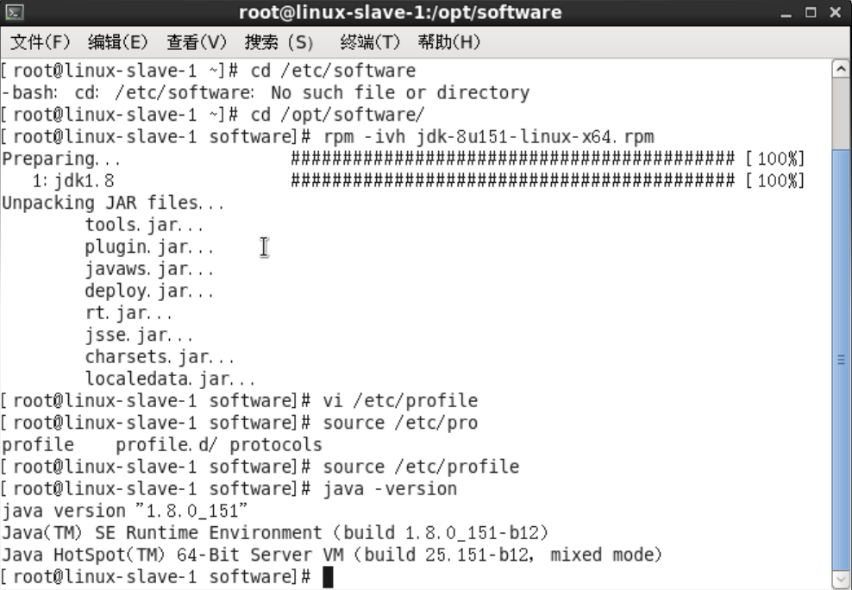 root@linux-slave-1:/opt/software
文件(F) 编辑(E) 查看(V) 搜索 (S) 终端(T) 帮助(H)
[root@linux-slave-1 ~]# cd /etc/software
-bash: cd: /etc/software: No such file or directory
[root@linux-slave-1 ~]# cd /opt/software/
[root@linux-slave-1 software]# rpm -ivh jdk-8u151-linux-x64.rpm
Preparing... ########################################### [100%]
1:jdk1.8 ########################################### [100%]
Unpacking JAR files...
tools.jar...
plugin.jar...
javaws.jar...
deploy.jar...
rt.jar...
jsse.jar...
charsets.jar...
localedata.jar...
[root@linux-slave-1 software]# vi /etc/profile
[root@linux-slave-1 software]# source /etc/pro
profile profile.d/ protocols
[root@linux-slave-1 software]# source /etc/profile
[root@linux-slave-1 software]# java -version
java version "1.8.0_151"
Java(TM) SE Runtime Environment (build 1.8.0_151-b12)
Java HotSpot(TM) 64-Bit Server VM (build 25.151-b12, mixed mode)
[root@linux-slave-1 software]#